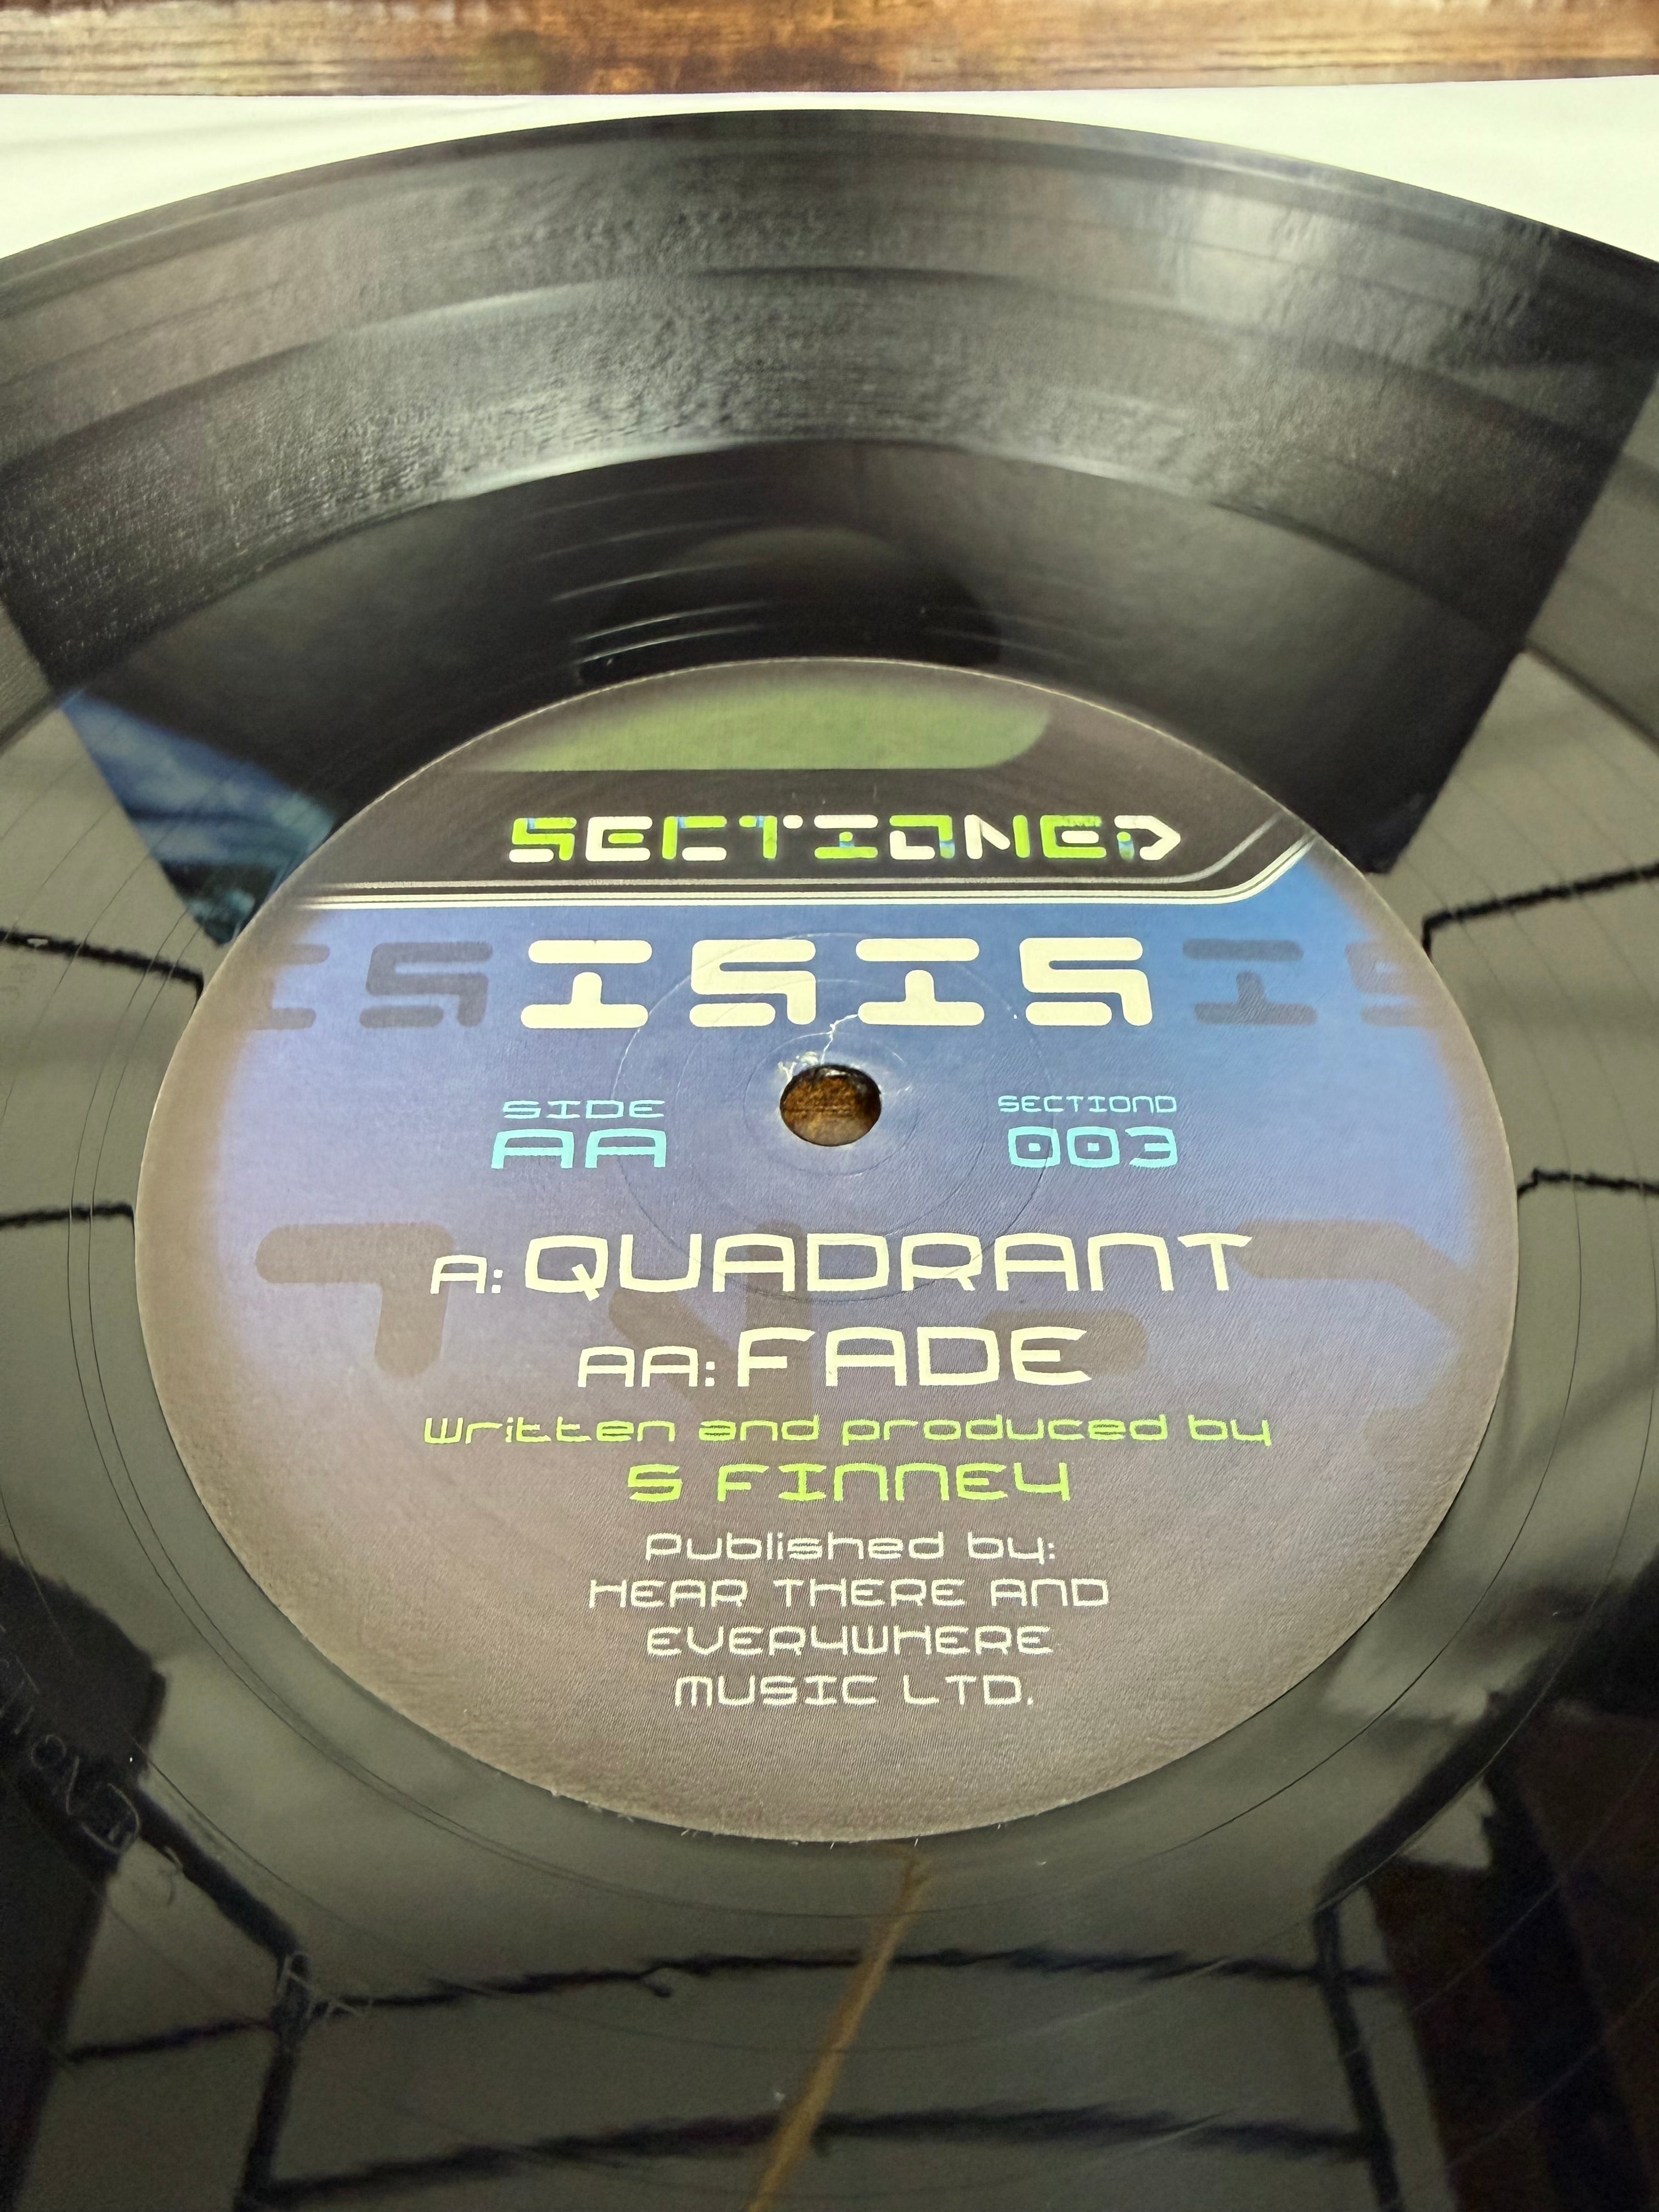 SECTIONED
ISISISIS
SIDE
AA
SECTIOND
003
A: QUADRANT
AA: FADE
Written and produced by
S FINNEY
Published by:
HEAR THERE AND
EVERYWHERE
MUSIC LTD.